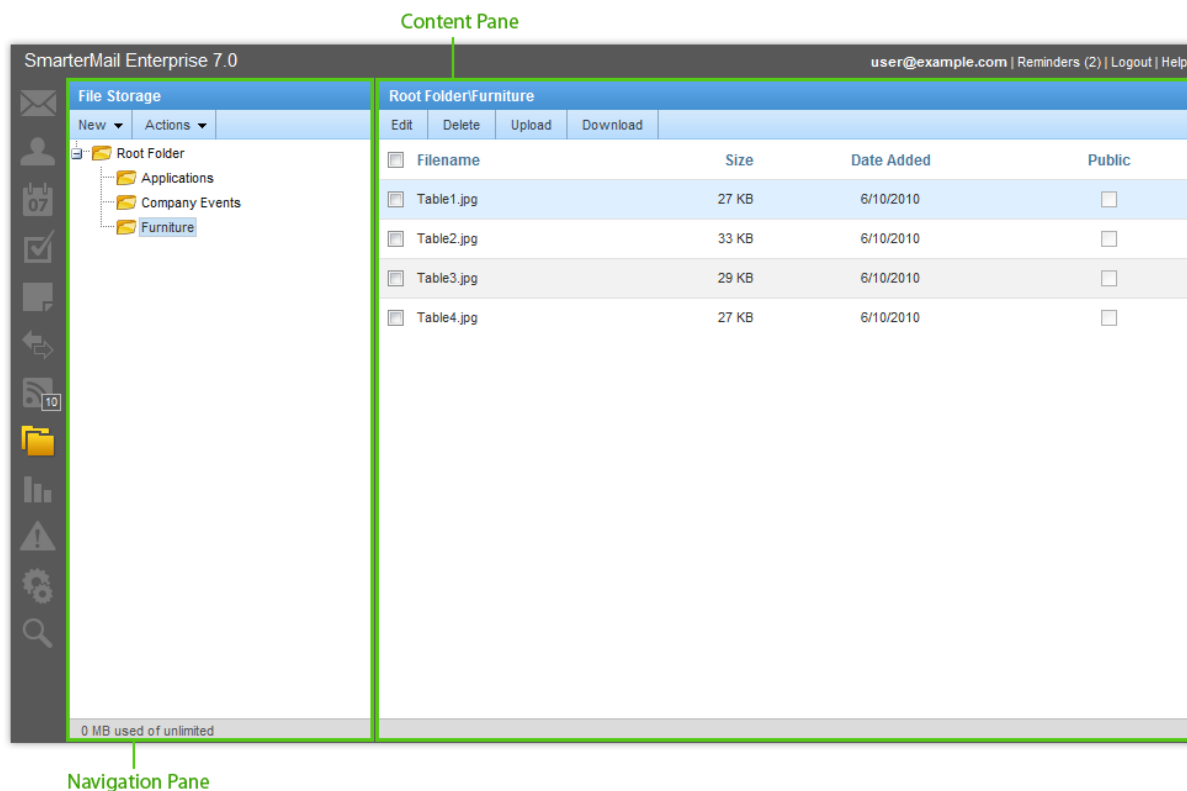 Content Pane
SmarterMail Enterprise 7.0
user@example.com | Reminders (2) | Logout | Help
File Storage
Root Folder\Furniture
New Actions
Edit Delete Upload Download
Root Folder
Applications
Company Events
Furniture
Filename Size Date Added Public
Table1.jpg 27 KB 6/10/2010
Table2.jpg 33 KB 6/10/2010
Table3.jpg 29 KB 6/10/2010
Table4.jpg 27 KB 6/10/2010
07
10
0 MB used of unlimited
Navigation Pane